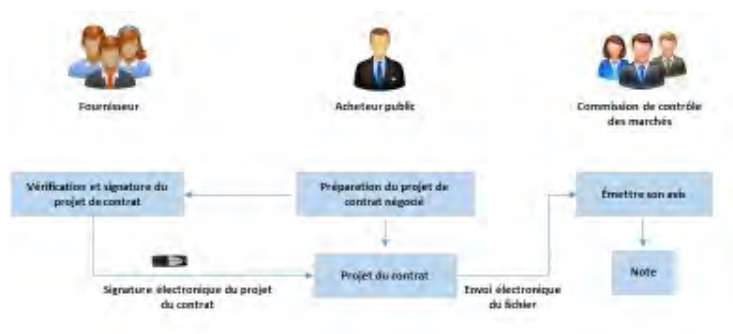 Fournisseur
Acheteur public
Commission de contrôle
des marchés
Vérification et signature du
projet de contrat
Préparation du projet de
contrat négocié
Émettre son avis
Projet du contrat
Note
Signature électronique du projet
du contrat
Envoi électronique
du fichier